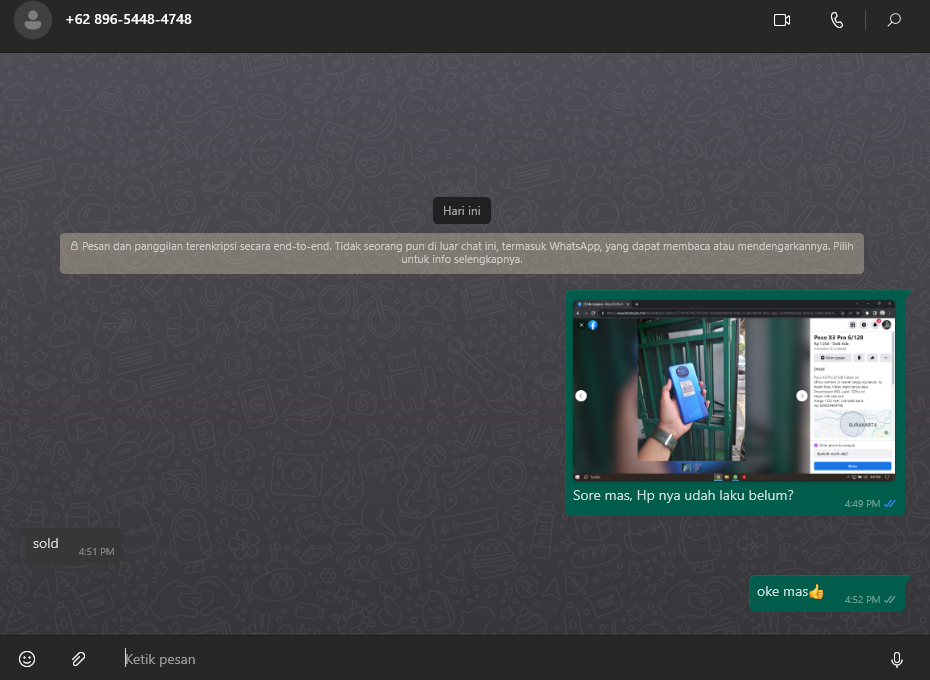 +62 896-5448-4748
Hari ini
Pesan dan panggilan terenkripsi secara end-to-end. Tidak seorang pun di luar chat ini, termasuk WhatsApp, yang dapat membaca atau mendengarkannya. Pilih
untuk info selengkapnya.
Poco X3 Pro 6/128
Detail
SURAKARTA
Sore mas, Hp nya udah laku belum?
4:49 PM
sold
4:51 PM
oke mas👍
4:52 PM
Ketik pesan